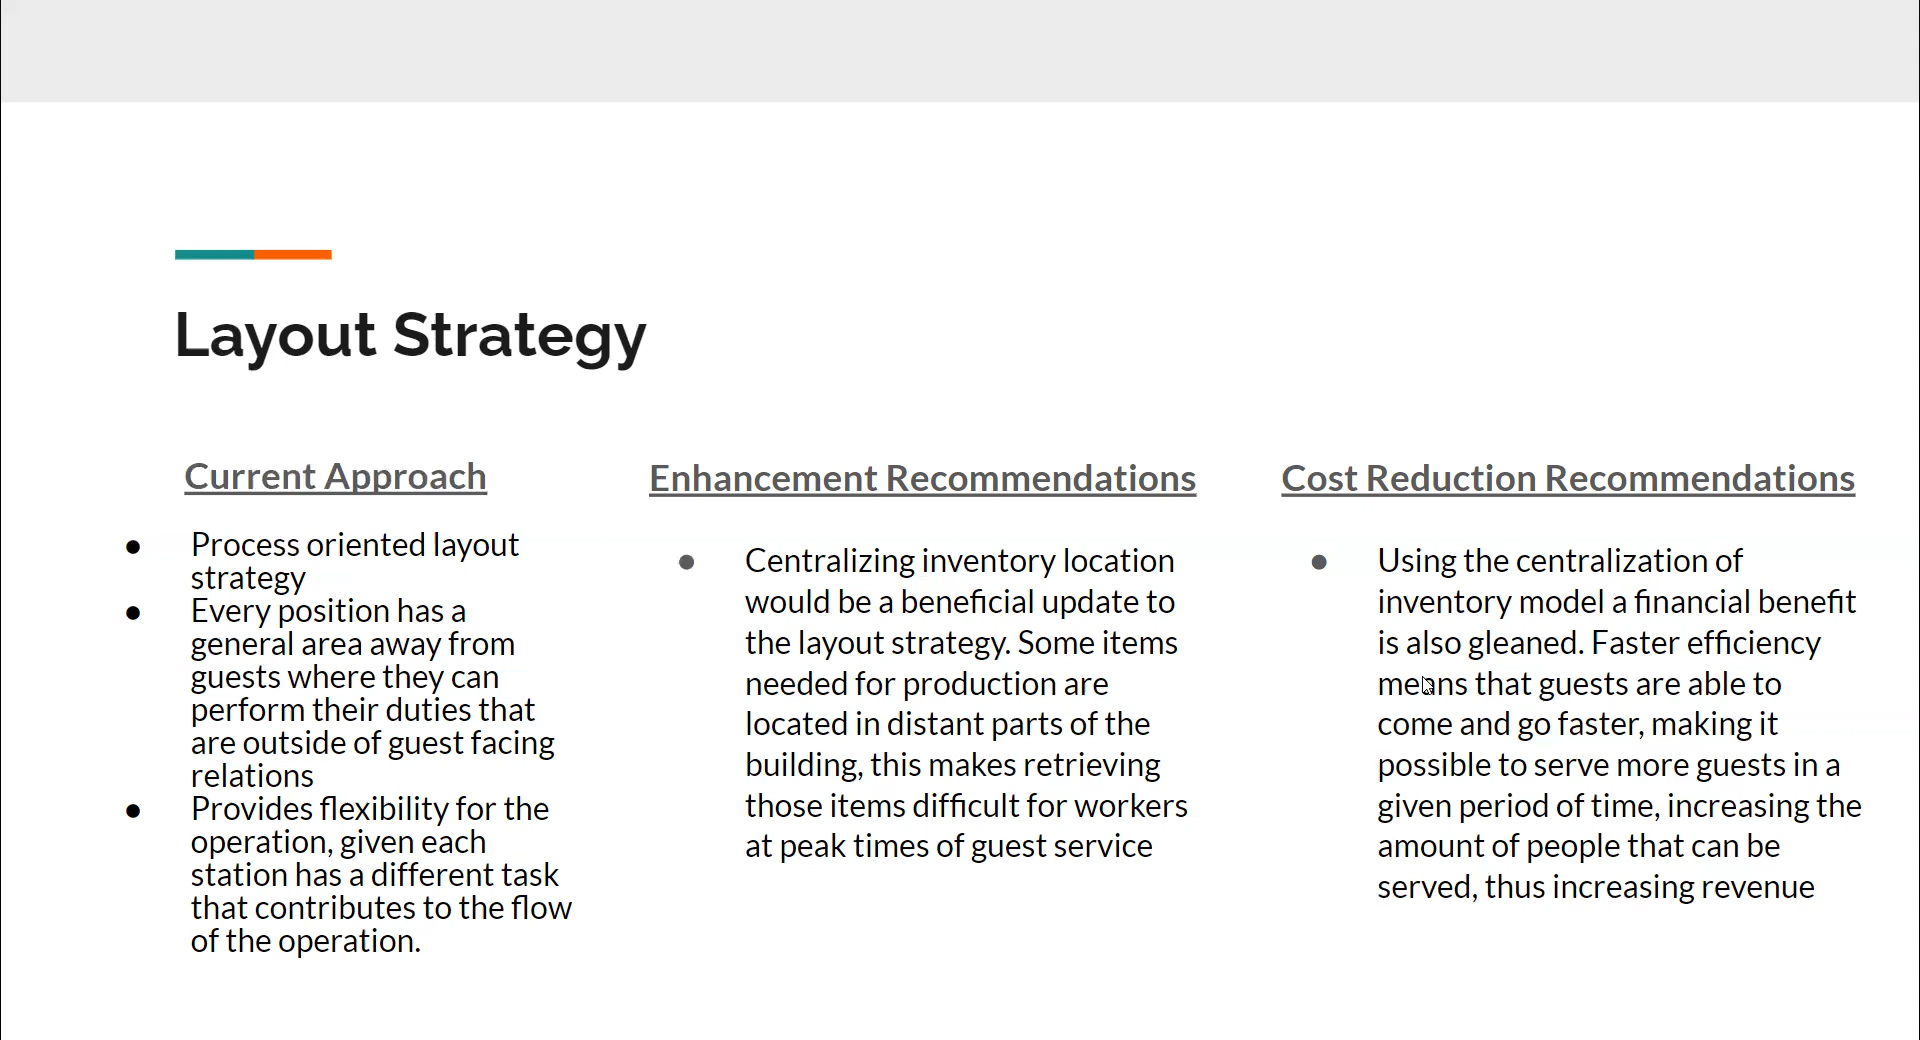 Layout Strategy
Current Approach
● Process oriented layout
strategy
● Every position has a
general area away from
guests where they can
perform their duties that
are outside of guest facing
relations
● Provides flexibility for the
operation, given each
station has a different task
that contributes to the flow
of the operation.
Enhancement Recommendations
● Centralizing inventory location
would be a beneficial update to
the layout strategy. Some items
needed for production are
located in distant parts of the
building, this makes retrieving
those items difficult for workers
at peak times of guest service
Cost Reduction Recommendations
● Using the centralization of
inventory model a financial benefit
is also gleaned. Faster efficiency
means that guests are able to
come and go faster, making it
possible to serve more guests in a
given period of time, increasing the
amount of people that can be
served, thus increasing revenue